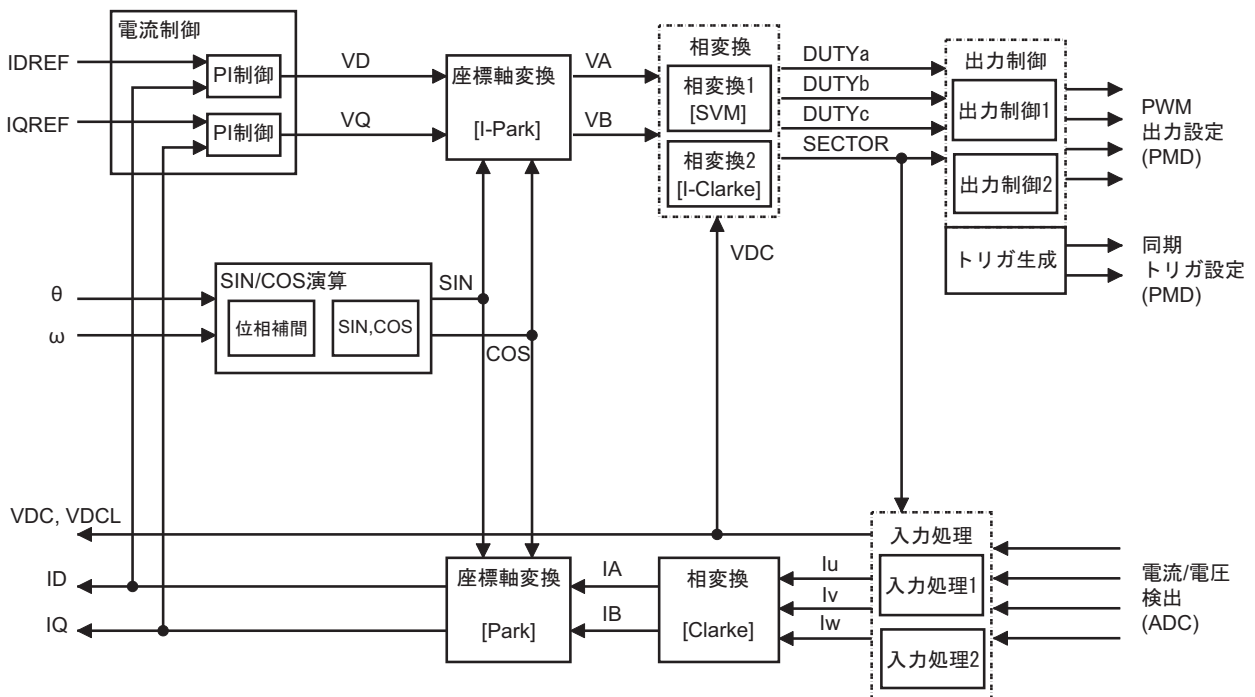 電流制御
IDREF
PI制御
VD
IQREF
PI制御
VQ
座標軸変換
[I-Park]
VA
VB
相変換
相変換1
[SVM]
相変換2
[I-Clarke]
DUTYa
DUTYb
DUTYc
SECTOR
出力制御
出力制御1
出力制御2
PWM
出力設定
(PMD)
トリガ生成
同期
トリガ設定
(PMD)
VDC
θ
ω
SIN/COS演算
位相補間
SIN,COS
SIN
COS
VDC, VDCL
ID
IQ
座標軸変換
[Park]
IA
IB
相変換
[Clarke]
Iu
Iv
Iw
入力処理
入力処理1
入力処理2
電流/電圧
検出
(ADC)